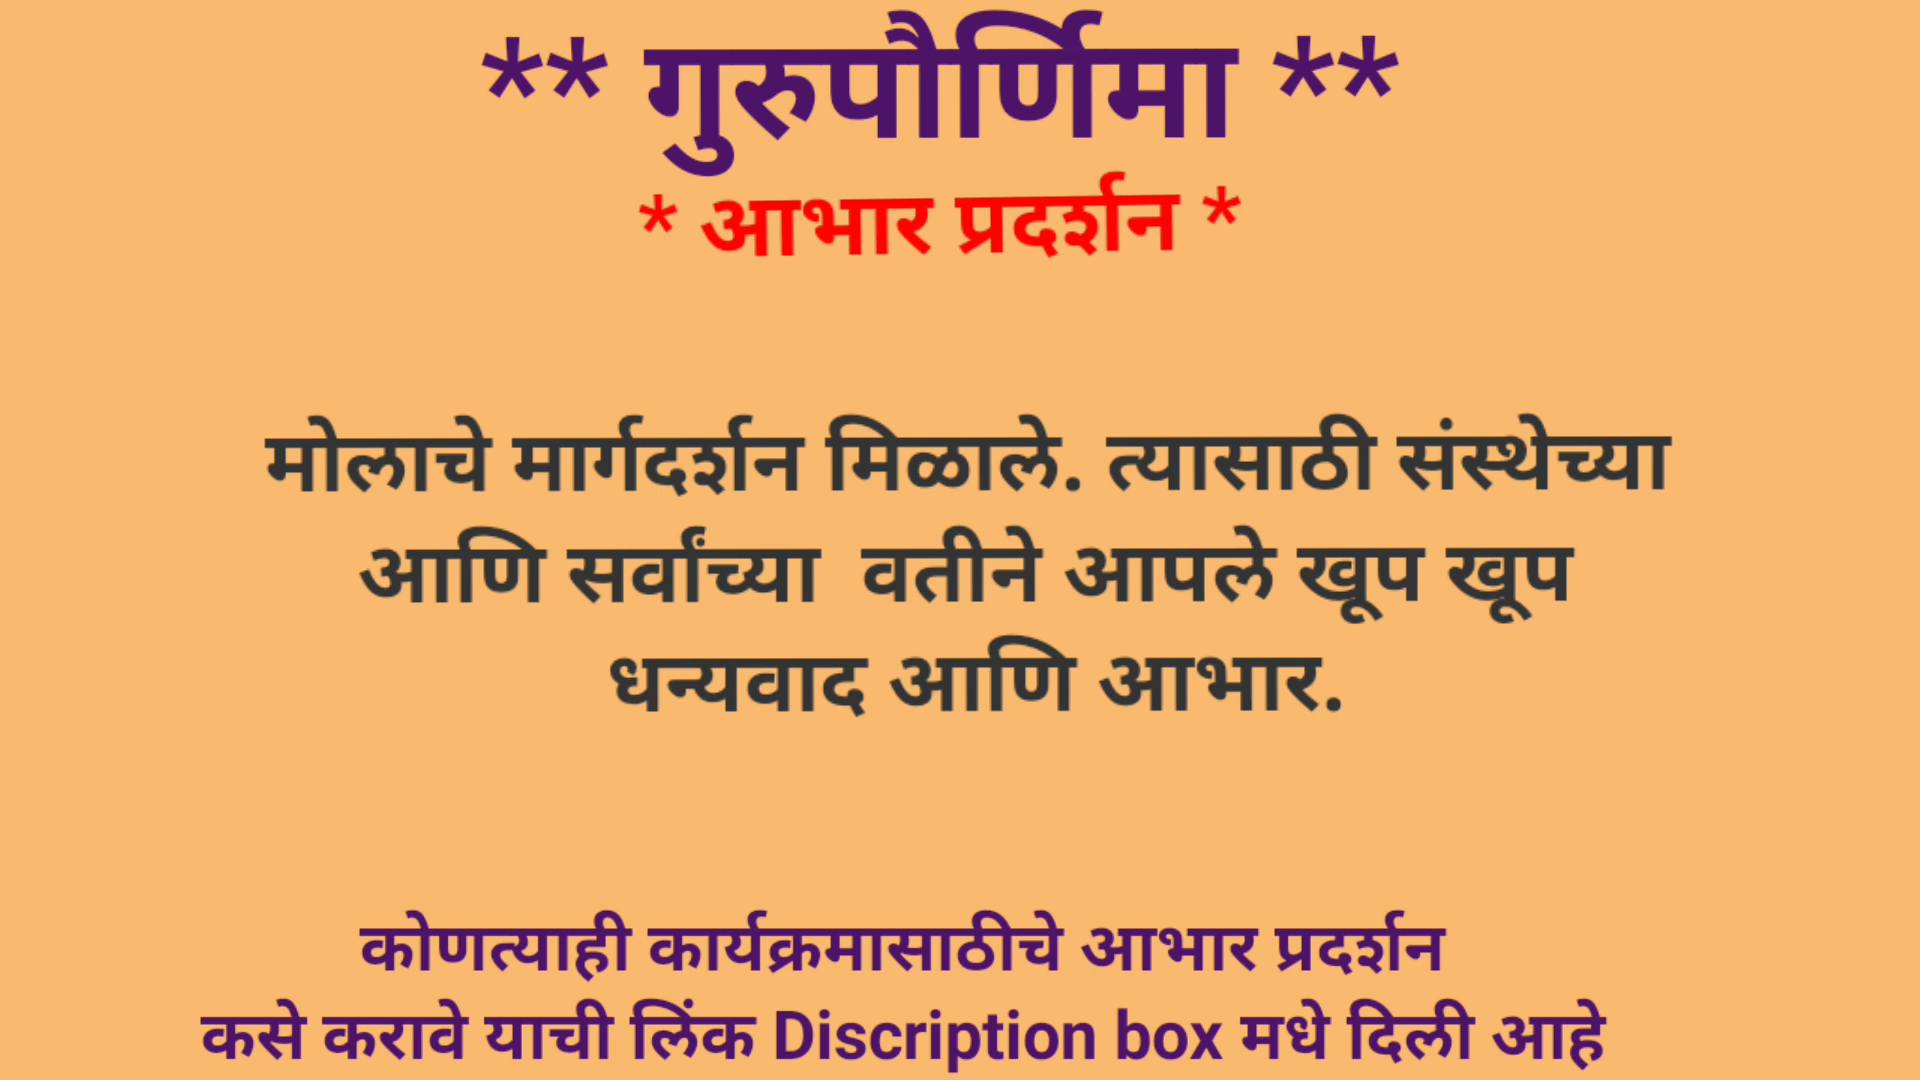 ** गुरुपौर्णिमा **
* आभार प्रदर्शन *
मोलाचे मार्गदर्शन मिळाले. त्यासाठी संस्थेच्या
आणि सर्वांच्या वतीने आपले खूप खूप
धन्यवाद आणि आभार.
कोणत्याही कार्यक्रमासाठीचे आभार प्रदर्शन
कसे करावे याची लिंक Discription box मधे दिली आहे